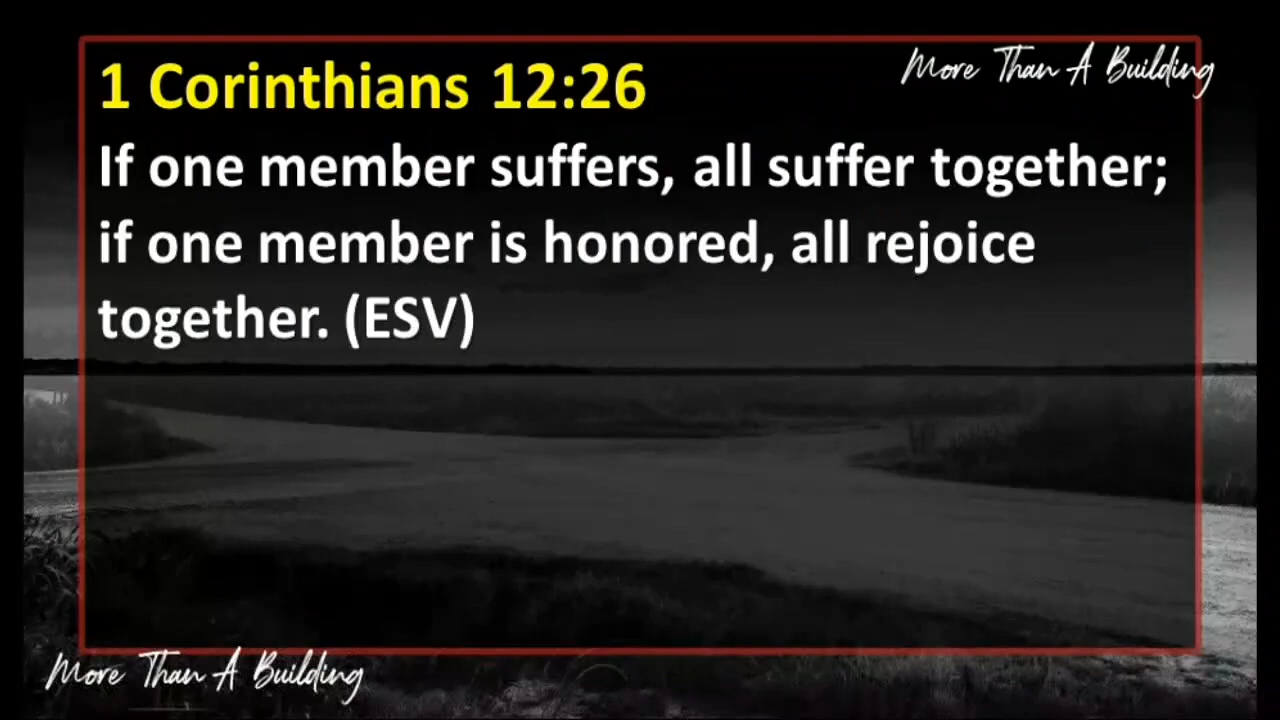 More Than A Building
1 Corinthians 12:26
If one member suffers, all suffer together;
if one member is honored, all rejoice
together. (ESV)
More Than A Building